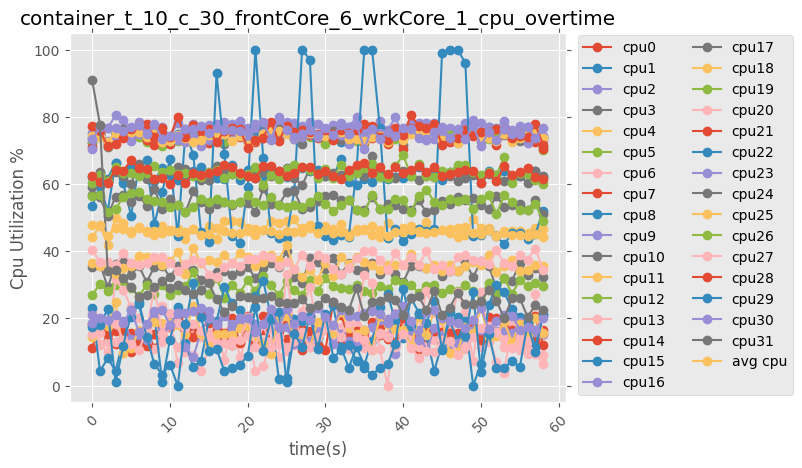 container_t_10_c_30_frontCore_6_wrkCore_1_cpu_overtime
Cpu Utilization %
100
80
60
40
20
0
0
10
20
30
40
50
60
time(s)
cpu0
cpu1
cpu2
cpu3
cpu4
cpu5
cpu6
cpu7
cpu8
cpu9
cpu10
cpu11
cpu12
cpu13
cpu14
cpu15
cpu16
cpu17
cpu18
cpu19
cpu20
cpu21
cpu22
cpu23
cpu24
cpu25
cpu26
cpu27
cpu28
cpu29
cpu30
cpu31
avg cpu